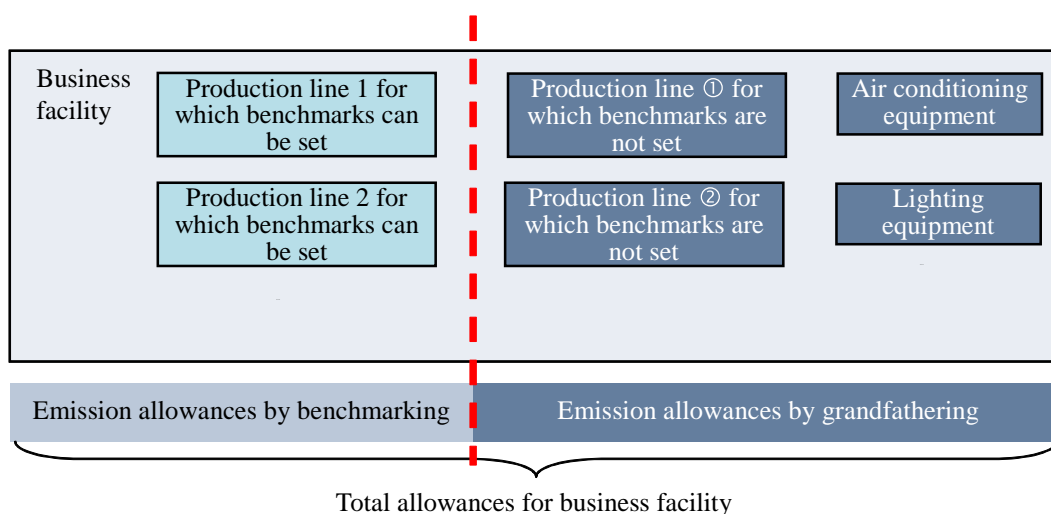 Business
facility
Production line 1 for
which benchmarks can
be set
Production line ① for
which benchmarks are
not set
Air conditioning
equipment
Production line 2 for
which benchmarks can
be set
Production line ② for
which benchmarks are
not set
Lighting
equipment
Emission allowances by benchmarking
Emission allowances by grandfathering
Total allowances for business facility